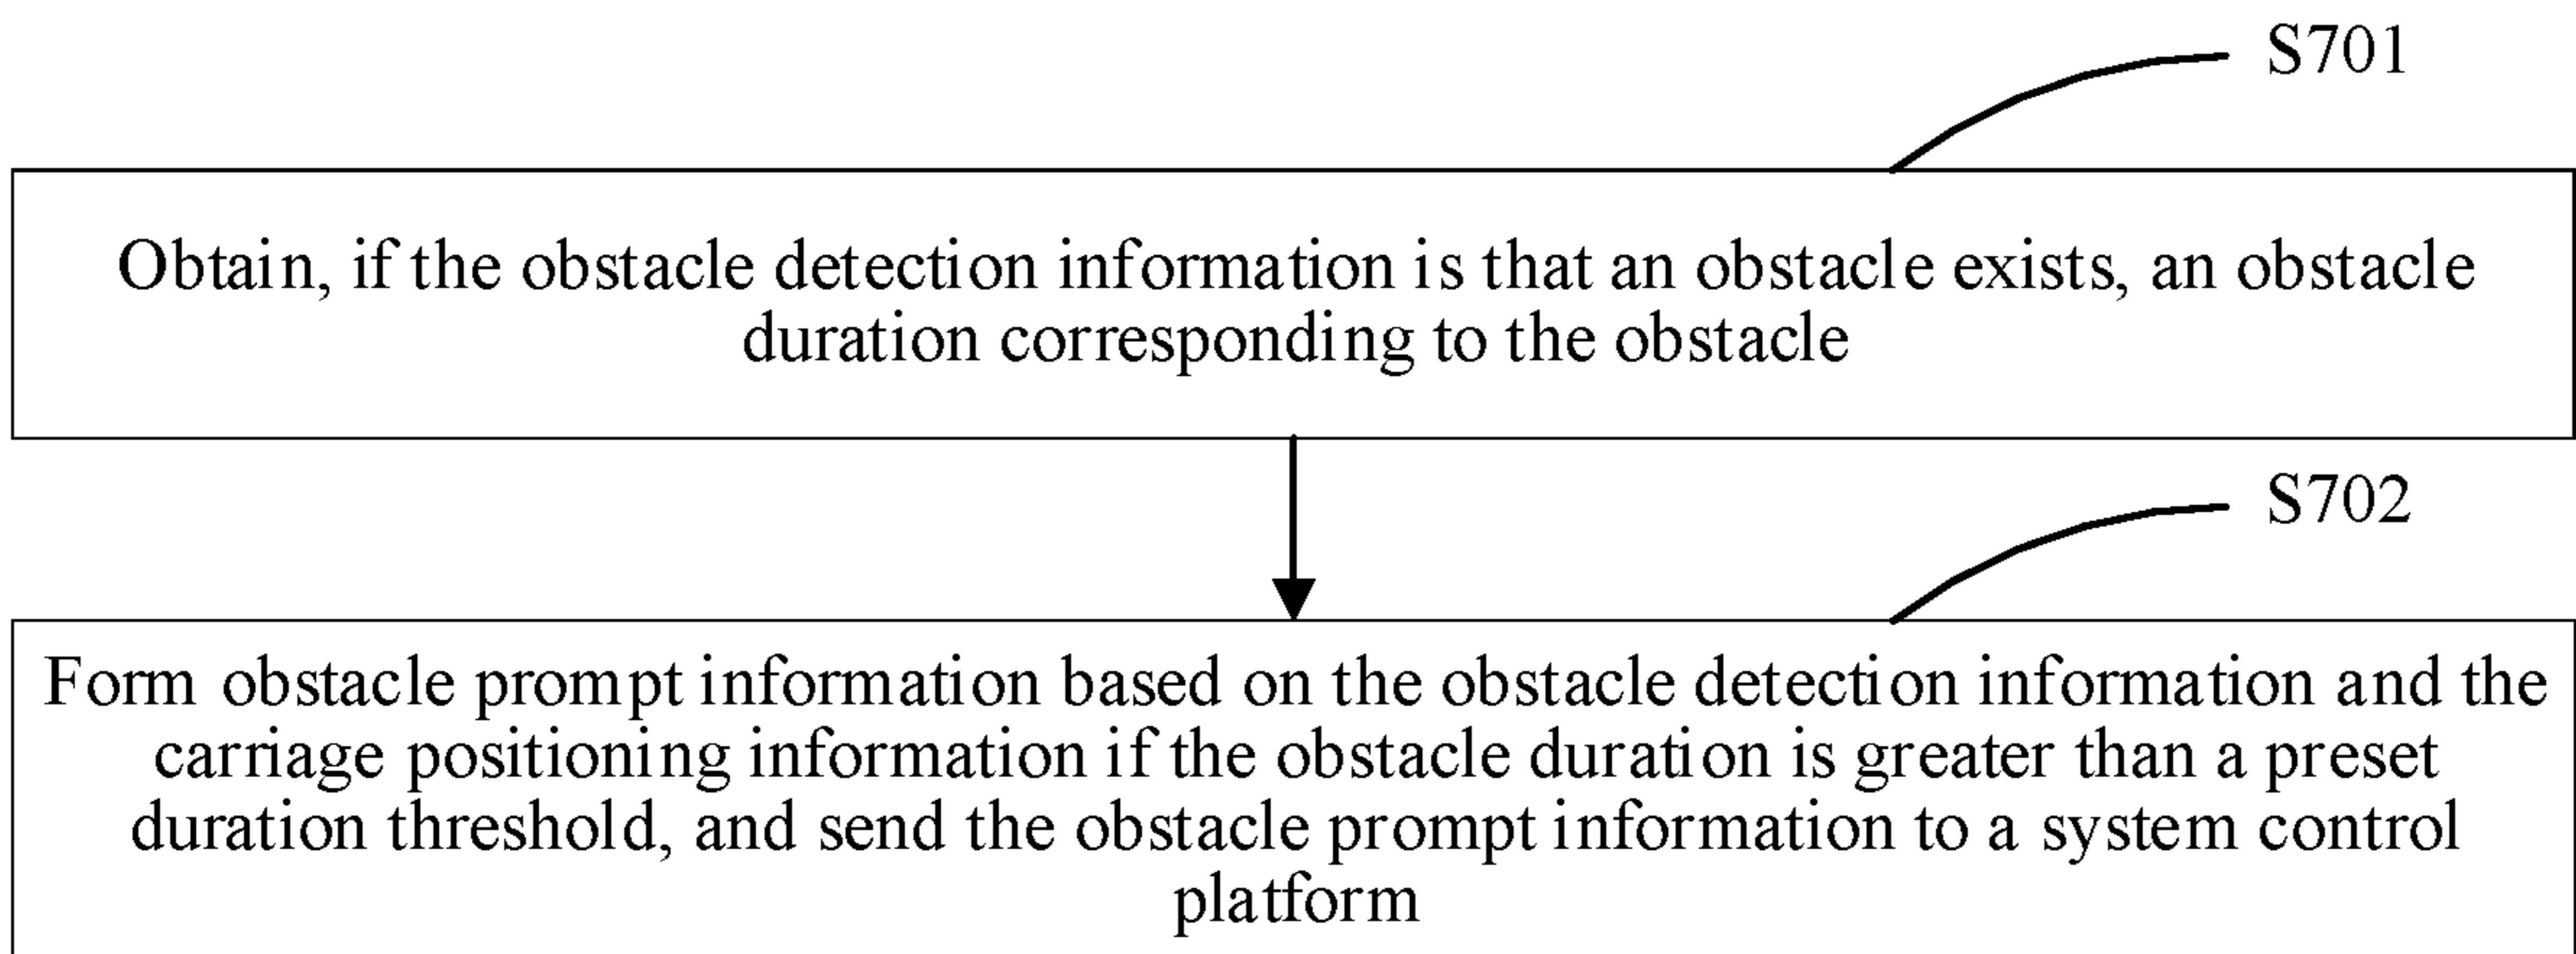 S701
Obtain, if the obstacle detection information is that an obstacle exists, an obstacle
duration corresponding to the obstacle
S702
Form obstacle prompt information based on the obstacle detection information and the
carriage positioning information if the obstacle duration is greater than a preset
duration threshold, and send the obstacle prompt information to a system control
platform